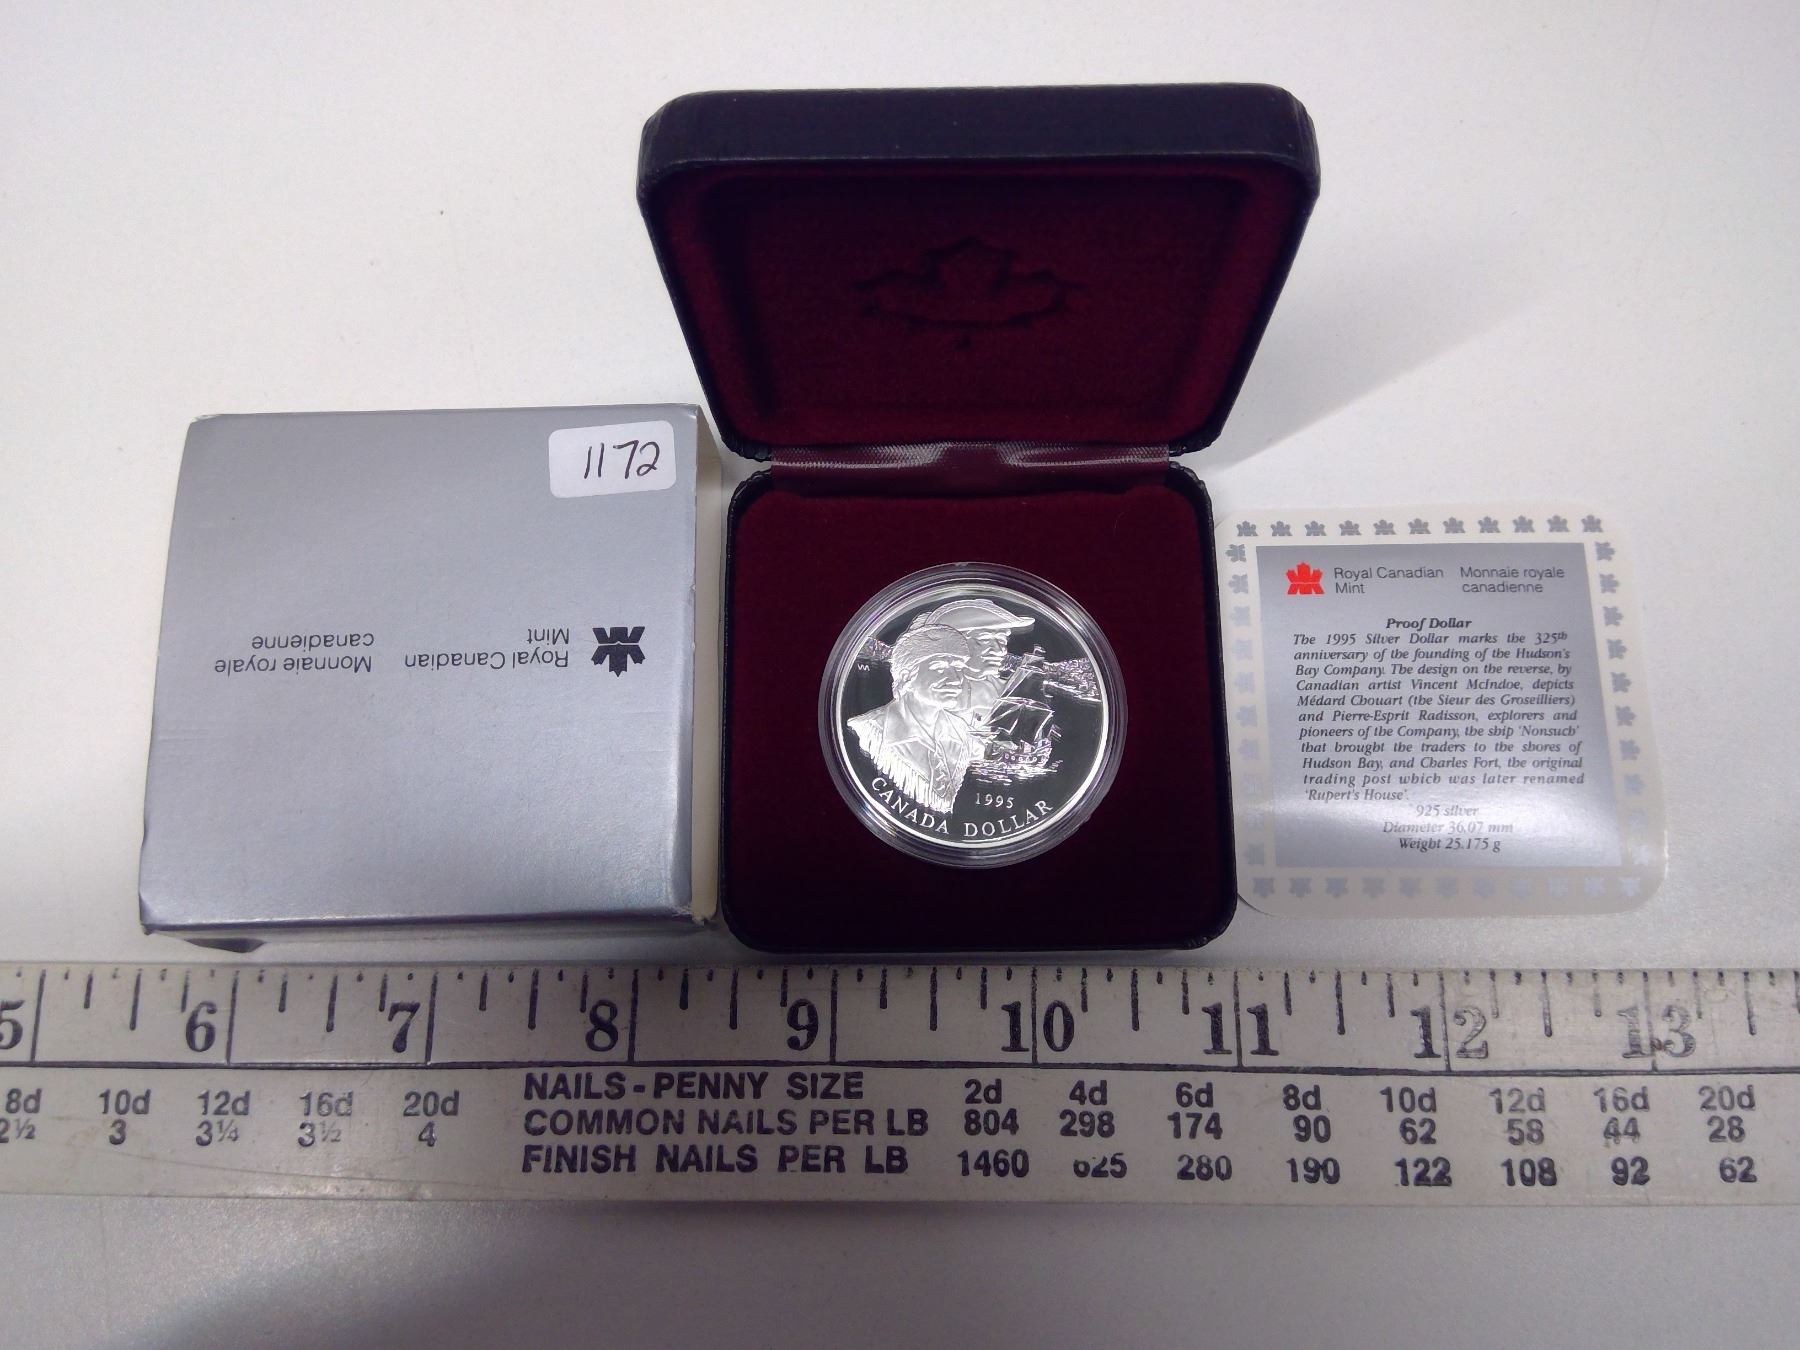 1172
Royal Canadian
Mint
Monnaie royale
canadienne
CANADA DOLLAR
1995
Royal Canadian
Mint
Monnaie royale
canadienne
Proof Dollar
The 1995 Silver Dollar marks the 325th
anniversary of the founding of the Hudson's
Bay Company. The design on the reverse, by
Canadian artist Vincent McIndoe, depicts
Médard Chouart (the Sieur des Groseilliers)
and Pierre-Esprit Radisson, explorers and
pioneers of the Company, the ship 'Nonsuch'
that brought the traders to the shores of
Hudson Bay, and Charles Fort, the original
trading post which was later renamed
'Rupert's House'.
.925 silver
Diameter 36.07 mm
Weight 25.175 g
5 6 7 8 9 10 11 12 13
8d 10d 12d 16d 20d
2½ 3 3¼ 3½ 4
NAILS - PENNY SIZE 2d 4d 6d 8d 10d 12d 16d 20d
COMMON NAILS PER LB 804 298 174 90 62 58 44 28
FINISH NAILS PER LB 1460 625 280 190 122 108 92 62